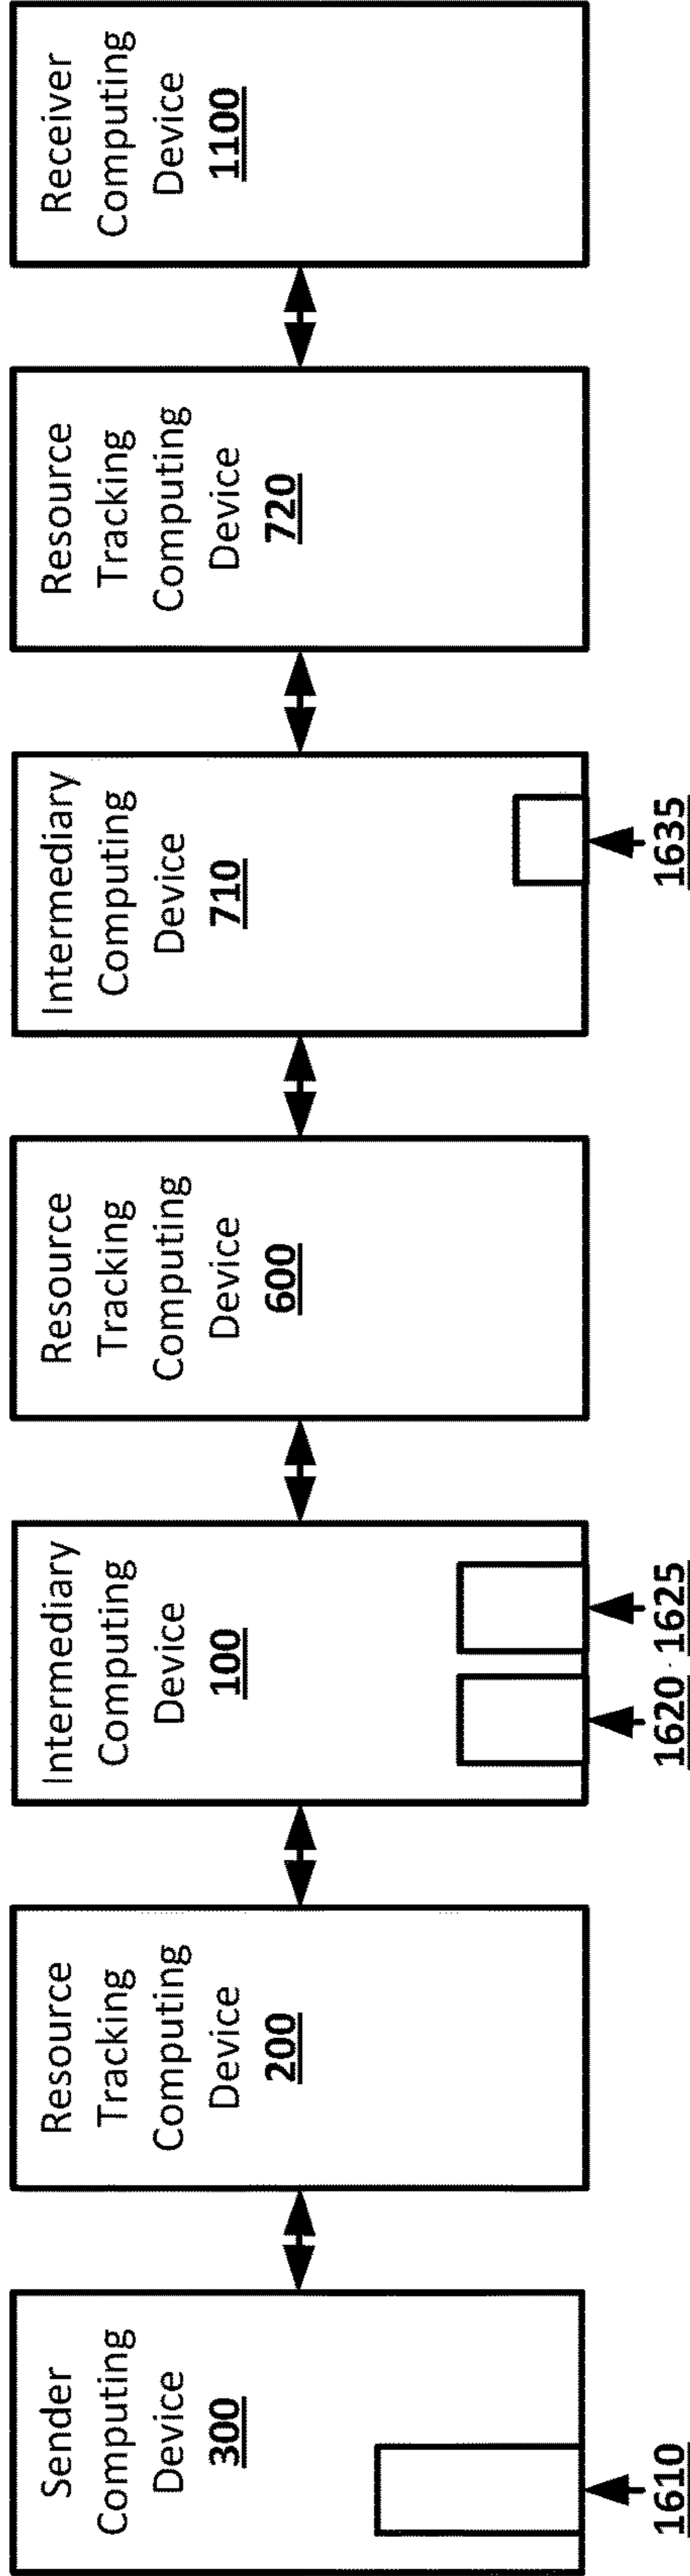 Sender
Computing
Device
300
1610
Resource
Tracking
Computing
Device
200
Intermediary
Computing
Device
100
1620
1625
Resource
Tracking
Computing
Device
600
Intermediary
Computing
Device
710
1635
Resource
Tracking
Computing
Device
720
Receiver
Computing
Device
1100